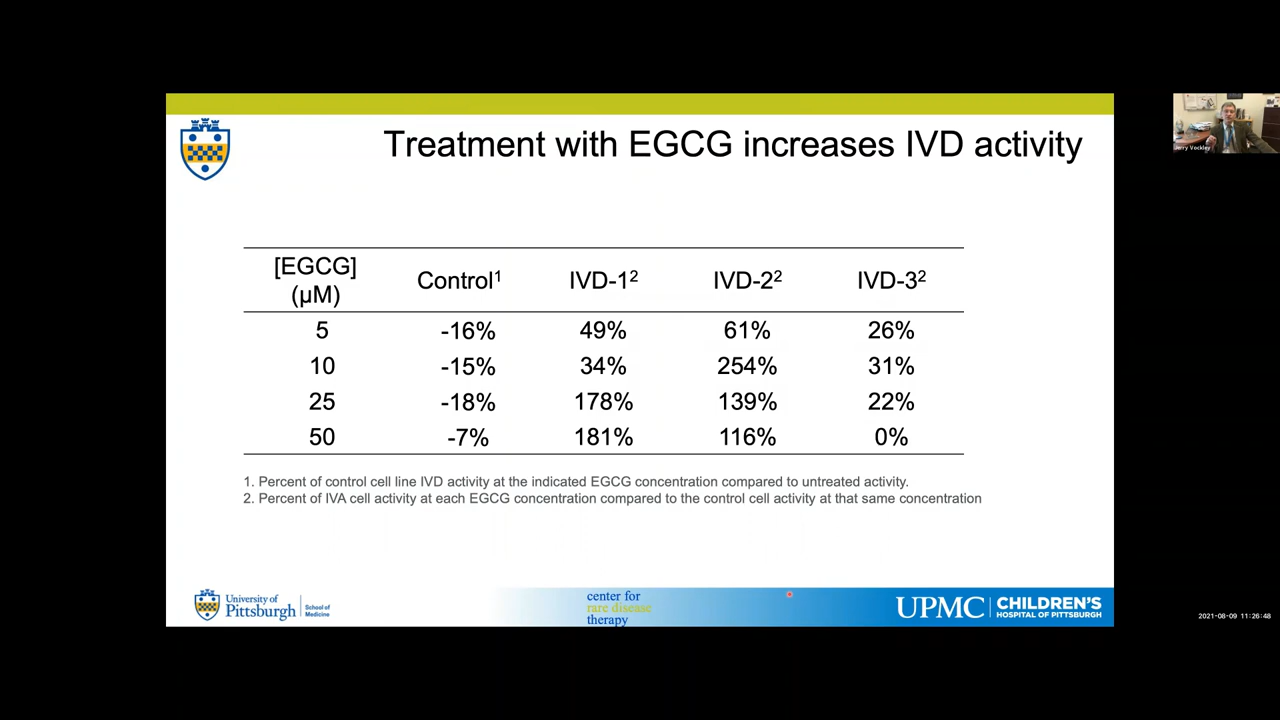 Treatment with EGCG increases IVD activity
[EGCG] (µM) Control¹ IVD-1² IVD-2² IVD-3²
5 -16% 49% 61% 26%
10 -15% 34% 254% 31%
25 -18% 178% 139% 22%
50 -7% 181% 116% 0%
1. Percent of control cell line IVD activity at the indicated EGCG concentration compared to untreated activity.
2. Percent of IVA cell activity at each EGCG concentration compared to the control cell activity at that same concentration
University of
Pittsburgh
School of
Medicine
center for
rare disease
therapy
UPMC
CHILDREN'S
HOSPITAL OF PITTSBURGH
Jerry Vockley
2021-08-09 11:26:48